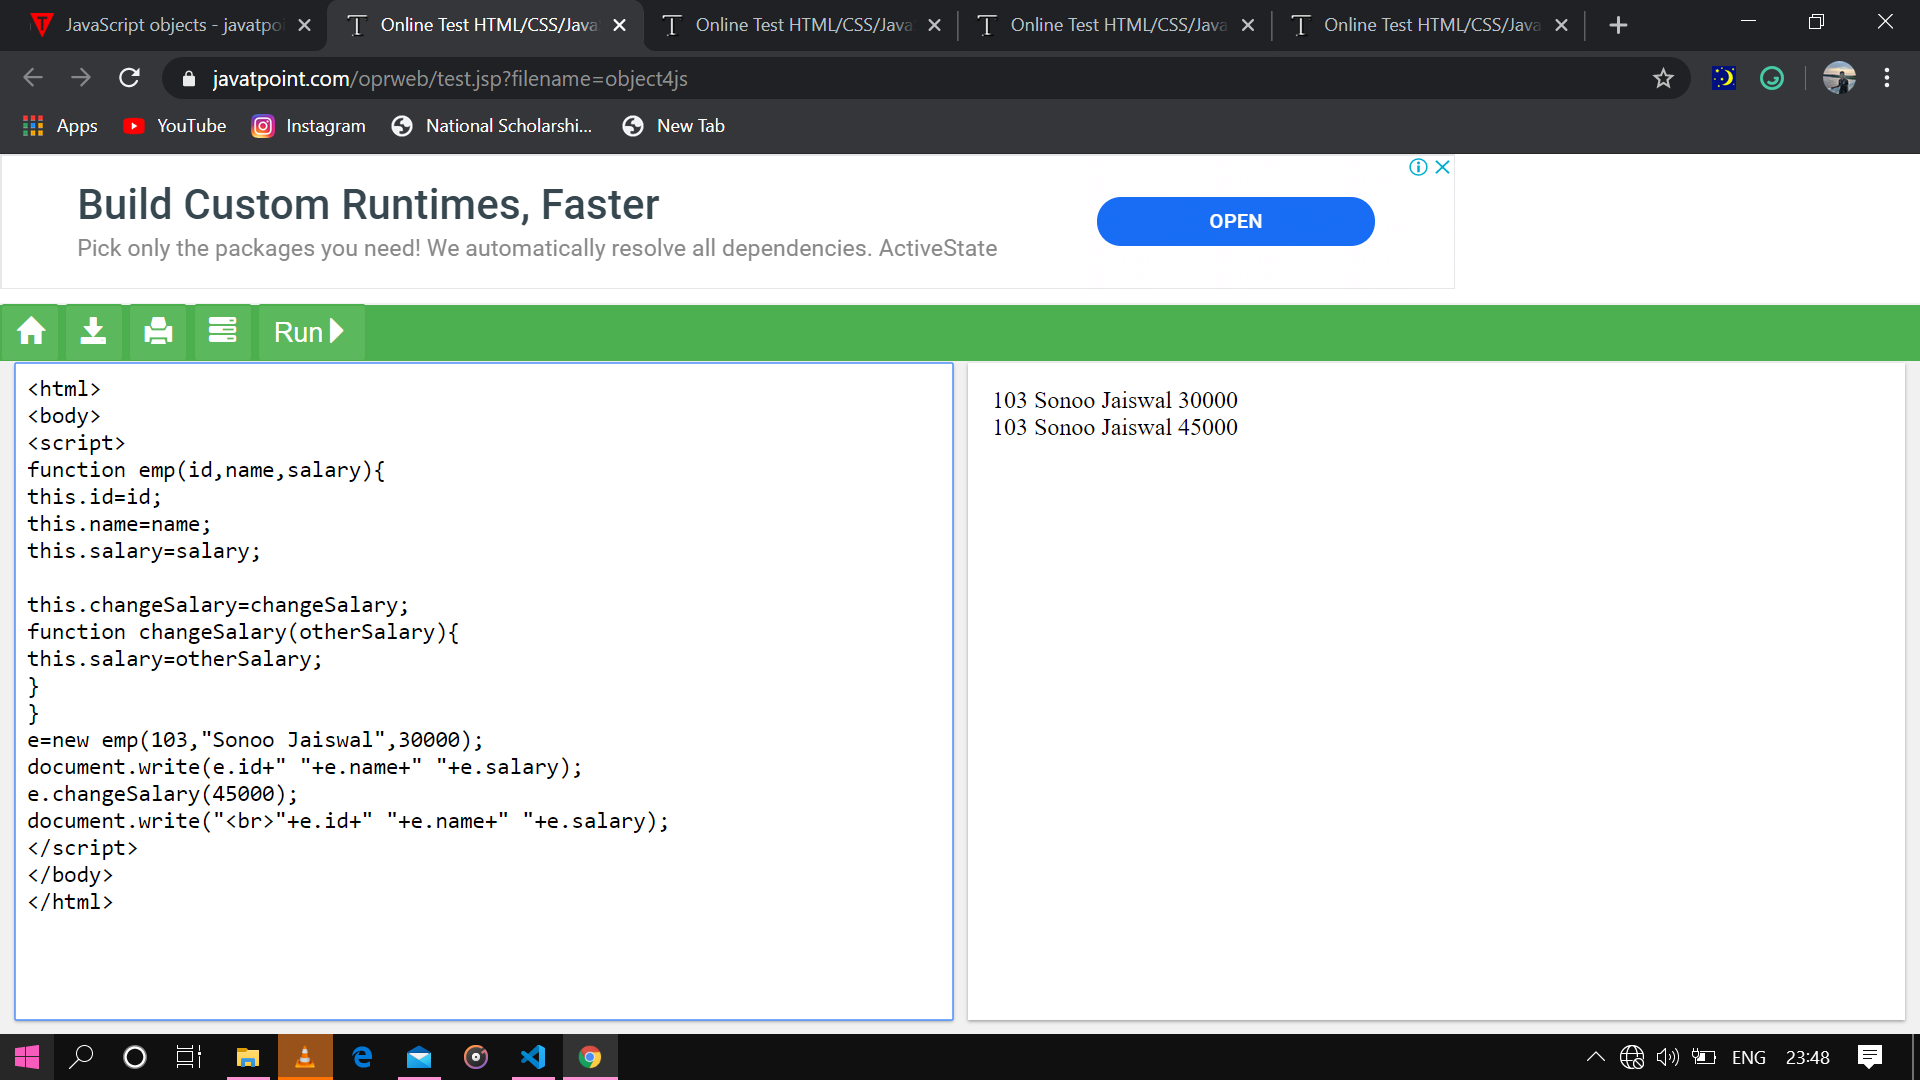 JavaScript objects - javatpoi
Online Test HTML/CSS/Java
Online Test HTML/CSS/Java
Online Test HTML/CSS/Java
Online Test HTML/CSS/Java
javatpoint.com/oprweb/test.jsp?filename=object4js
Apps
YouTube
Instagram
National Scholarshi...
New Tab
Build Custom Runtimes, Faster
Pick only the packages you need! We automatically resolve all dependencies. ActiveState
OPEN
Run
<html>
<body>
<script>
function emp(id,name,salary){
this.id=id;
this.name=name;
this.salary=salary;
this.changeSalary=changeSalary;
function changeSalary(otherSalary){
this.salary=otherSalary;
}
}
e=new emp(103,"Sonoo Jaiswal",30000);
document.write(e.id+" "+e.name+" "+e.salary);
e.changeSalary(45000);
document.write("<br>"+e.id+" "+e.name+" "+e.salary);
</script>
</body>
</html>
103 Sonoo Jaiswal 30000
103 Sonoo Jaiswal 45000
ENG
23:48